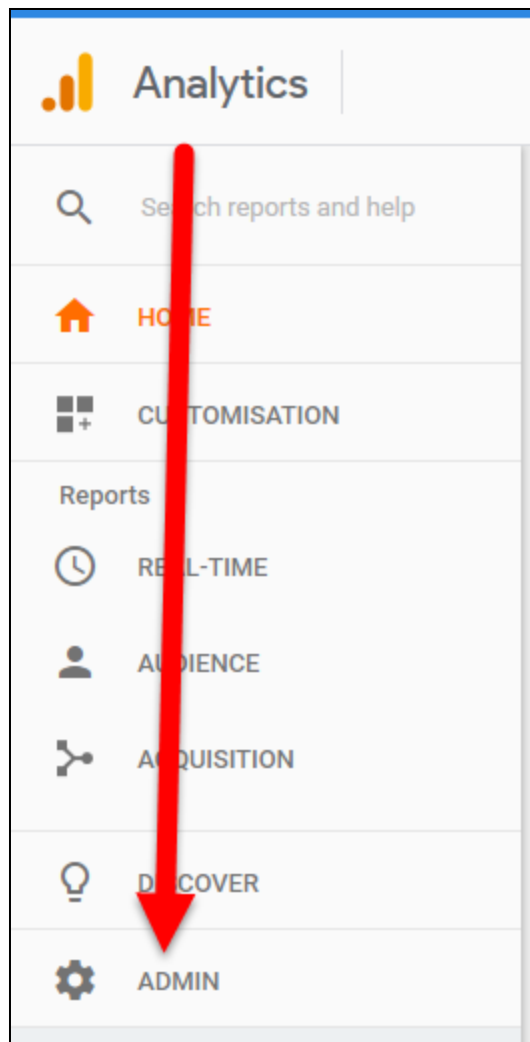 Analytics
Search reports and help
HOME
CUSTOMISATION
Reports
REAL-TIME
AUDIENCE
ACQUISITION
DISCOVER
ADMIN